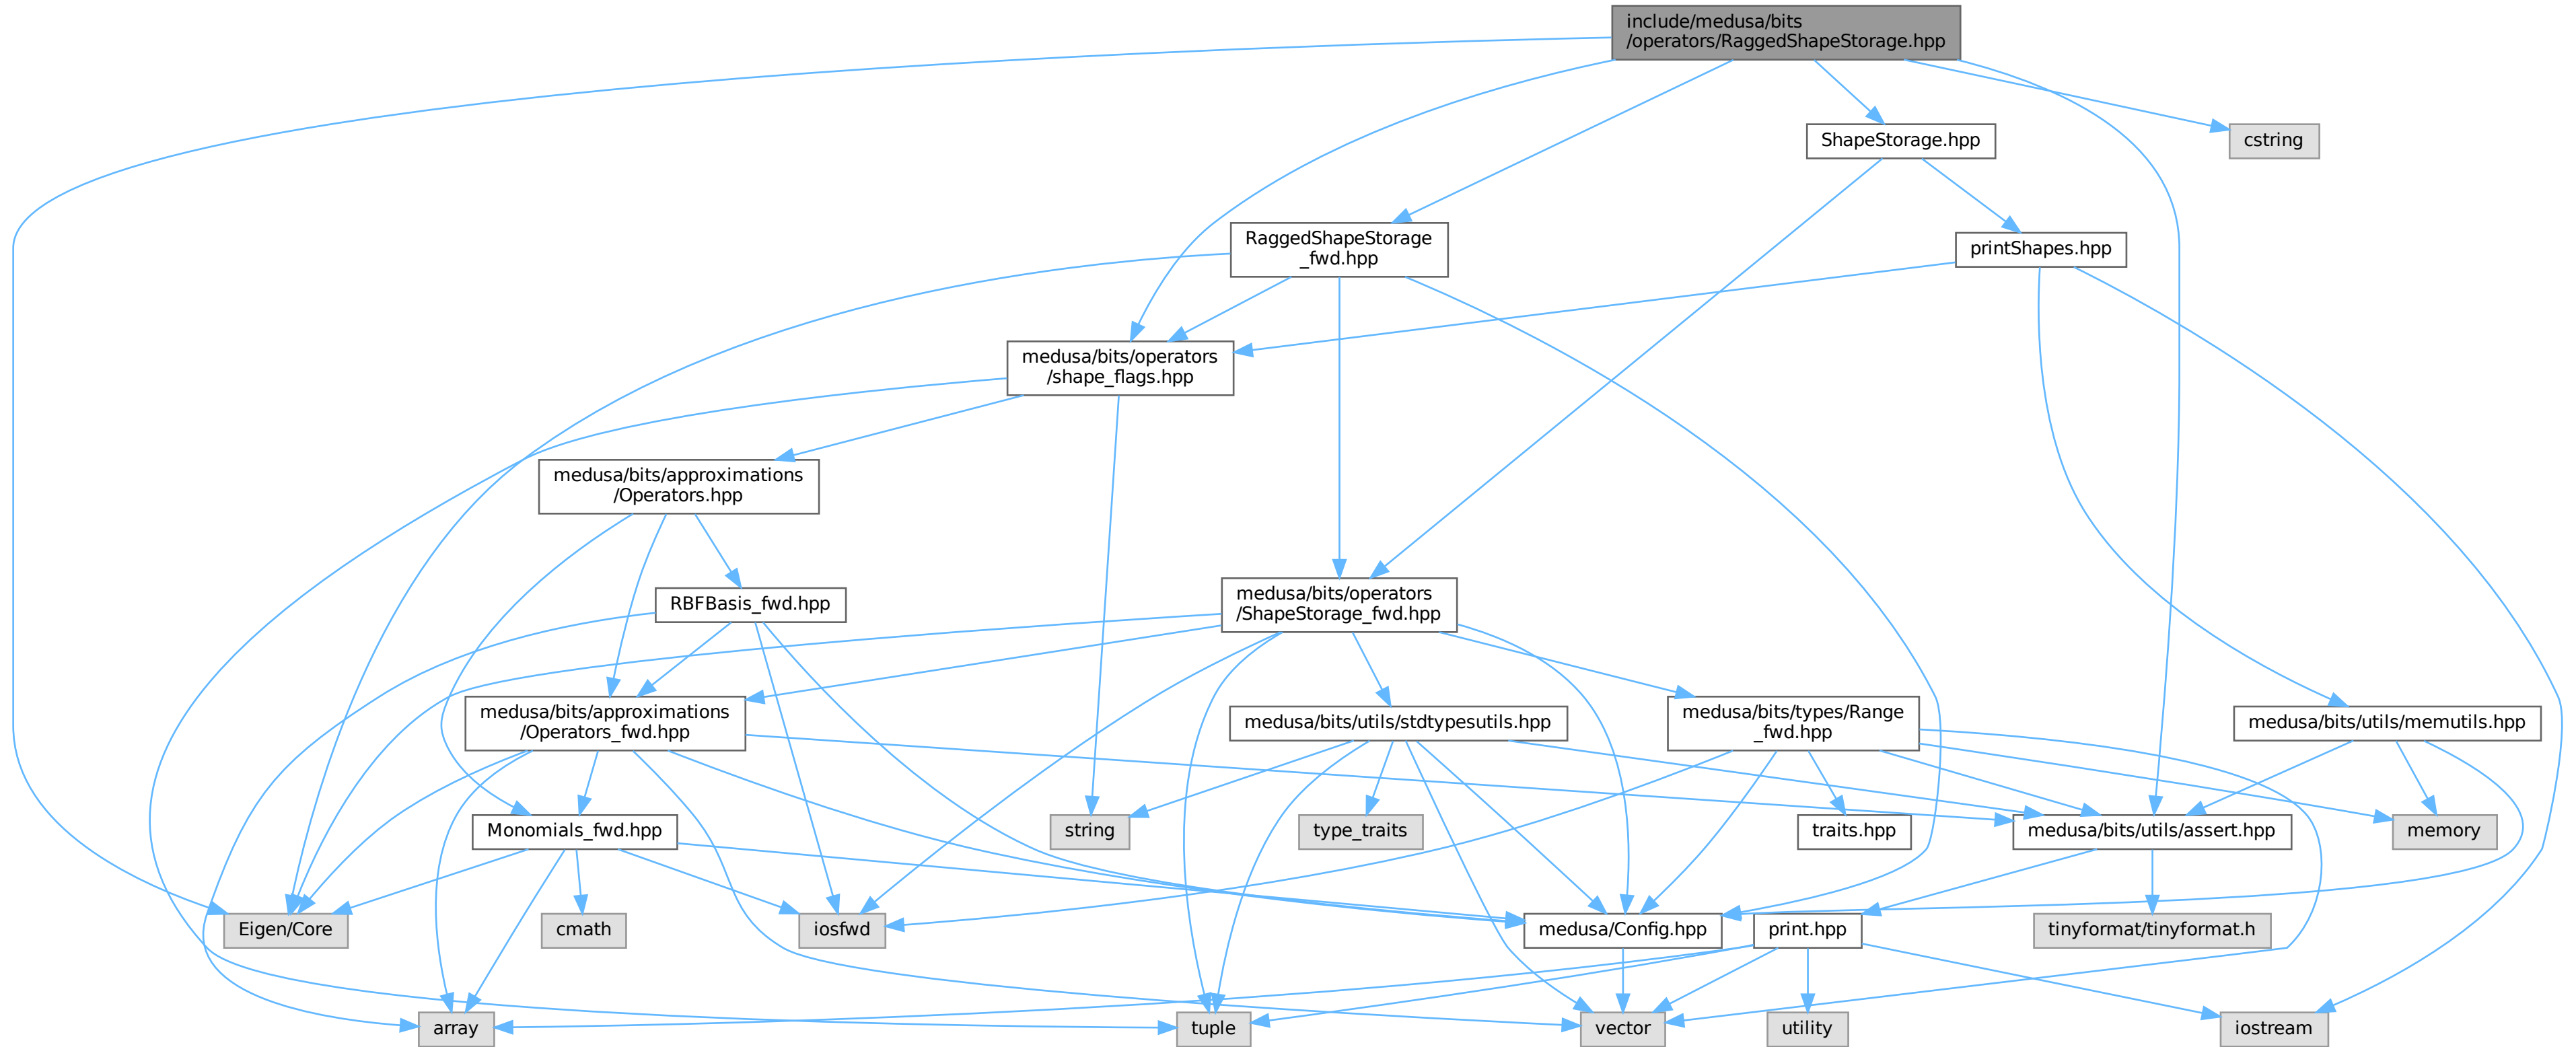 include/medusa/bits
/operators/RaggedShapeStorage.hpp
ShapeStorage.hpp
cstring
RaggedShapeStorage
_fwd.hpp
printShapes.hpp
medusa/bits/operators
/shape_flags.hpp
medusa/bits/approximations
/Operators.hpp
RBFBasis_fwd.hpp
medusa/bits/operators
/ShapeStorage_fwd.hpp
medusa/bits/approximations
/Operators_fwd.hpp
medusa/bits/utils/stdtypesutils.hpp
medusa/bits/types/Range
_fwd.hpp
medusa/bits/utils/memutils.hpp
Monomials_fwd.hpp
string
type_traits
traits.hpp
medusa/bits/utils/assert.hpp
memory
Eigen/Core
cmath
iosfwd
medusa/Config.hpp
print.hpp
tinyformat/tinyformat.h
array
tuple
vector
utility
iostream